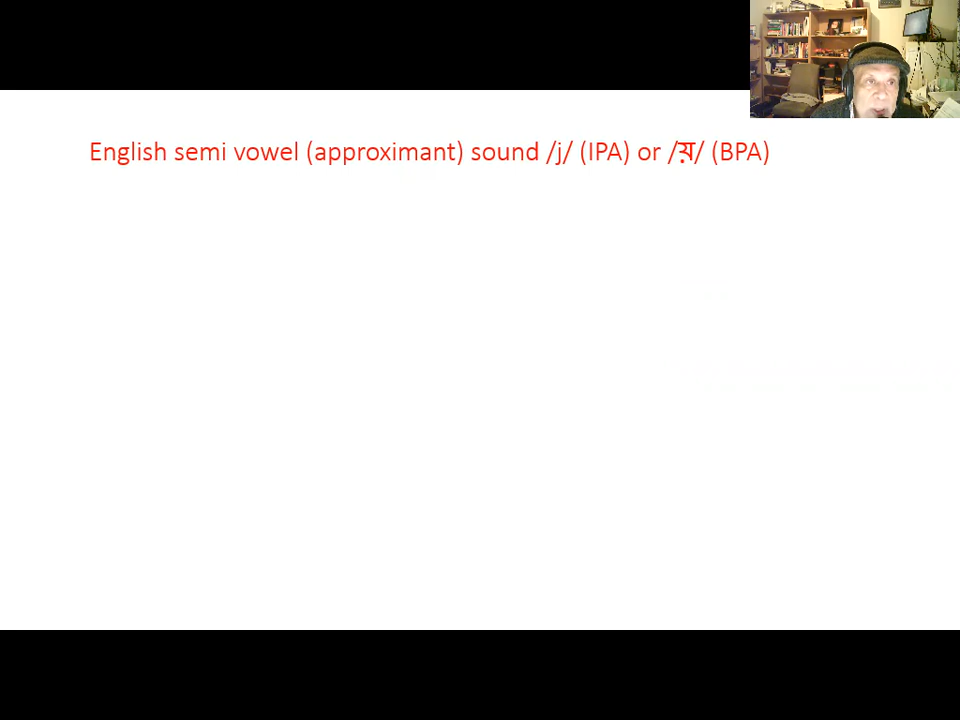 English semi vowel (approximant) sound /j/ (IPA) or /য়/ (BPA)